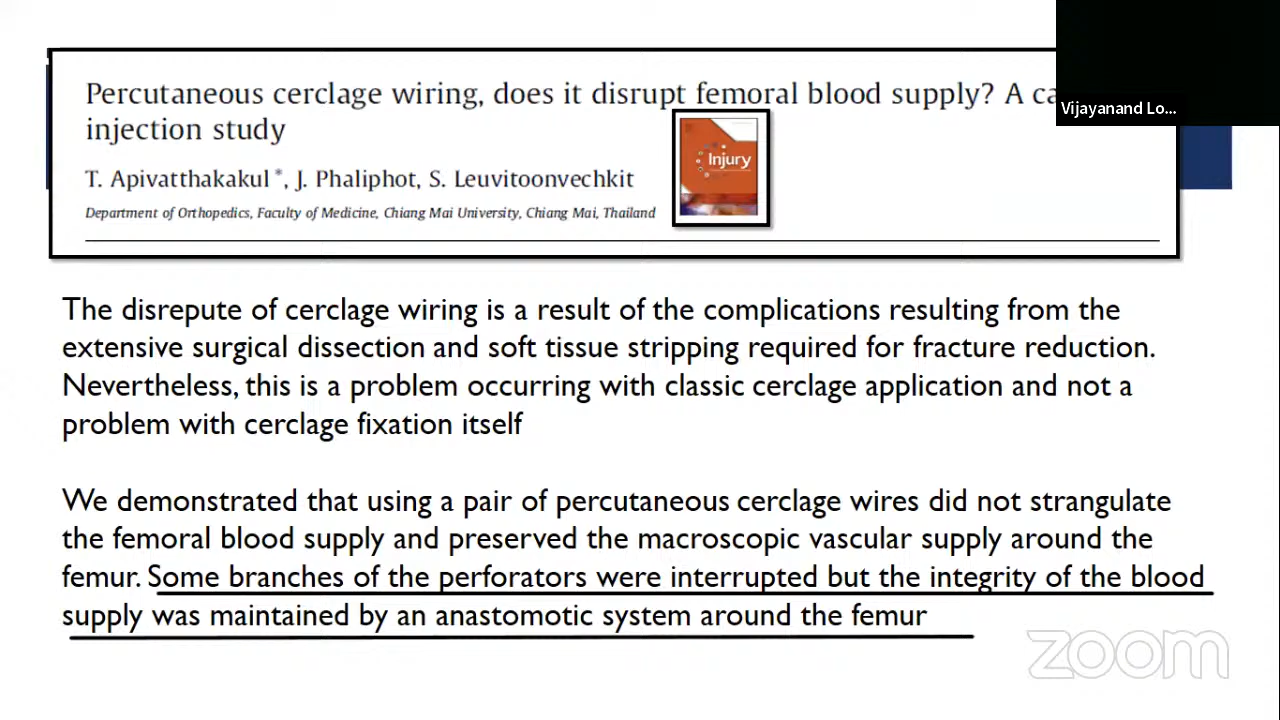 Percutaneous cerclage wiring, does it disrupt femoral blood supply? A
injection study
T. Apivatthakakul*, J. Phaliphot, S. Leuvitoonvechkit
Department of Orthopedics, Faculty of Medicine, Chiang Mai University, Chiang Mai, Thailand
Injury
Vijayanand Lo...
The disrepute of cerclage wiring is a result of the complications resulting from the
extensive surgical dissection and soft tissue stripping required for fracture reduction.
Nevertheless, this is a problem occurring with classic cerclage application and not a
problem with cerclage fixation itself
We demonstrated that using a pair of percutaneous cerclage wires did not strangulate
the femoral blood supply and preserved the macroscopic vascular supply around the
femur. Some branches of the perforators were interrupted but the integrity of the blood
supply was maintained by an anastomotic system around the femur
zoom